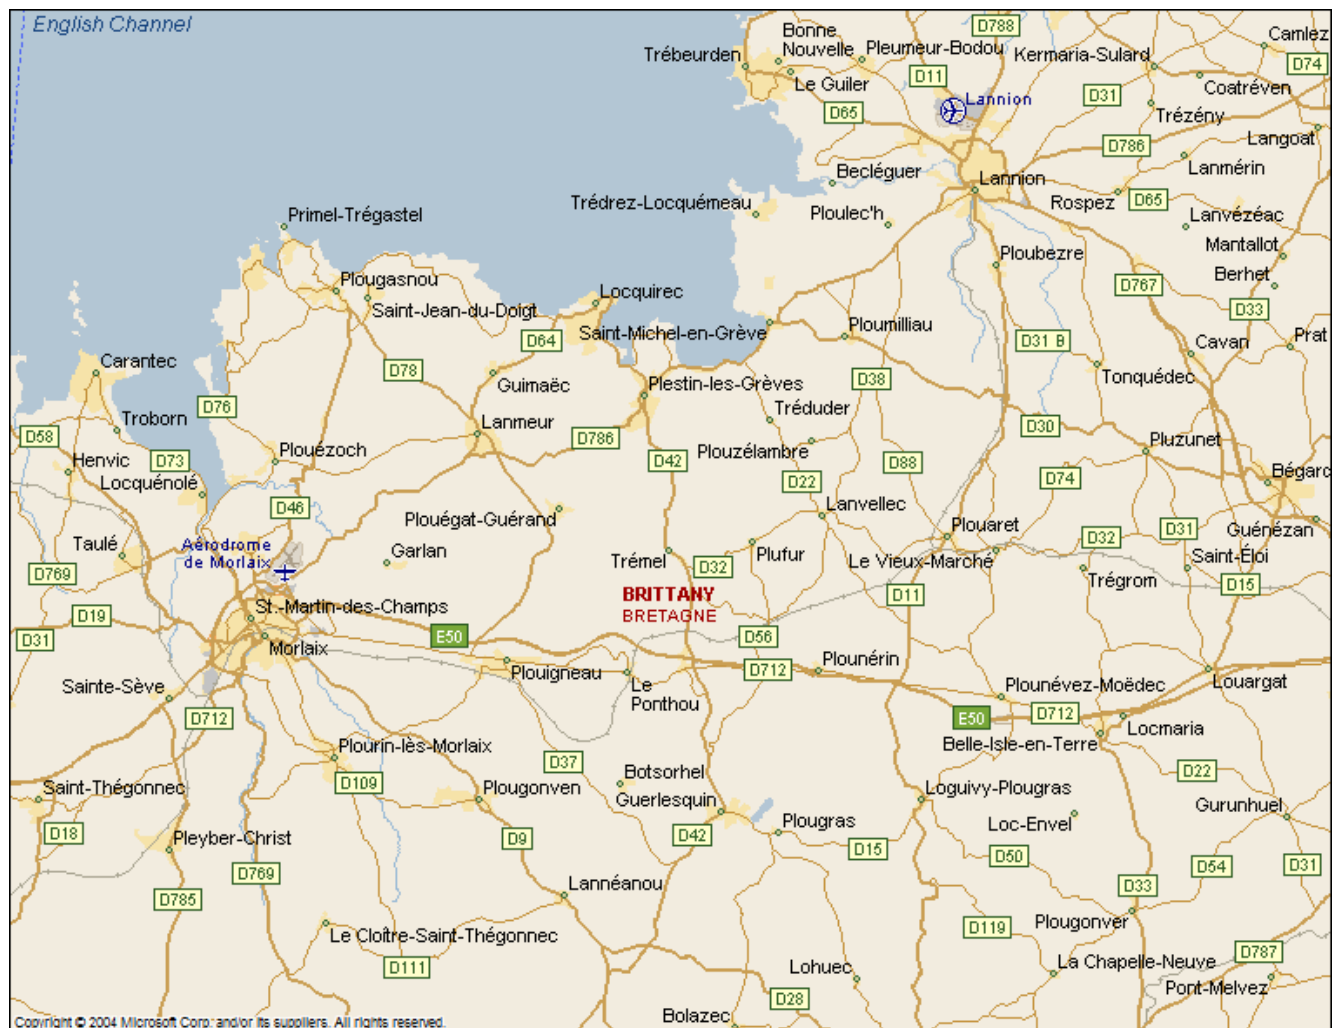 English Channel
D788
Bonne
Nouvelle
Pleumeur-Bodou
Camlez
Trébeurden
Kermaria-Sulard
D74
D11
Le Guiler
Coatréven
D31
Lannion
D65
Trézény
Langoat
D786
Lanmérin
Becléguer
Lannion
Trédrez-Locquémeau
Rospez
D65
Primel-Trégastel
Ploulec'h
Lanvézéac
Mantallot
Ploubezre
Berhet
Plougasnou
D767
Locquirec
Saint-Jean-du-Doigt
D33
Saint-Michel-en-Grève
Ploumilliau
Prat
D64
D31 B
Cavan
Carantec
D78
Guimaëc
Plestin-les-Grèves
D38
Tonquédec
D76
Tréduder
Troborn
Lanmeur
D30
D58
D786
Pluzunet
Plouézoch
Plouzélambre
Henvic
D73
D42
D88
Bégard
Locquénolé
D22
D74
D46
Lanvellec
Plouégat-Guérand
Plouaret
Guénézan
D31
Aérodrome
de Morlaix
Taulé
Garlan
D32
Plufur
Trémel
Le Vieux-Marché
Saint-Éloi
D32
D769
Trégrom
D15
BRITTANY
BRETAGNE
D11
St.-Martin-des-Champs
D19
E50
D56
D31
Morlaix
Plouigneau
D712
Plounérin
Louargat
Sainte-Sève
Le
Ponthou
Plounévez-Moëdec
D712
E50
D712
Locmaria
Belle-Isle-en-Terre
Plourin-lès-Morlaix
D37
D22
Botsorhel
Saint-Thégonnec
D109
Plougonven
Guerlesquin
Loguivy-Plougras
Gurunhuel
D18
Plougras
Loc-Envel
Pleyber-Christ
D9
D42
D15
D50
D54
D31
D769
Lannéanou
D33
D785
Plougonver
Le Cloître-Saint-Thégonnec
D119
D787
D111
Lohuec
La Chapelle-Neuve
Pont-Melvez
D28
Bolazec
Copyright © 2004 Microsoft Corp. and/or its suppliers. All rights reserved.